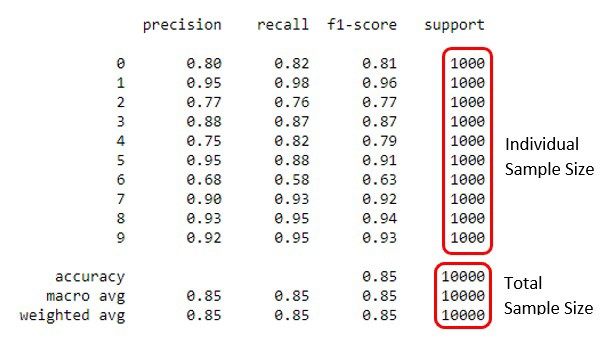 precision recall f1-score support
0 0.80 0.82 0.81 1000
1 0.95 0.98 0.96 1000
2 0.77 0.76 0.77 1000
3 0.88 0.87 0.87 1000
4 0.75 0.82 0.79 1000
5 0.95 0.88 0.91 1000
6 0.68 0.58 0.63 1000
7 0.90 0.93 0.92 1000
8 0.93 0.95 0.94 1000
9 0.92 0.95 0.93 1000
Individual
Sample Size
accuracy 0.85 10000
macro avg 0.85 0.85 0.85 10000
weighted avg 0.85 0.85 0.85 10000
Total
Sample Size